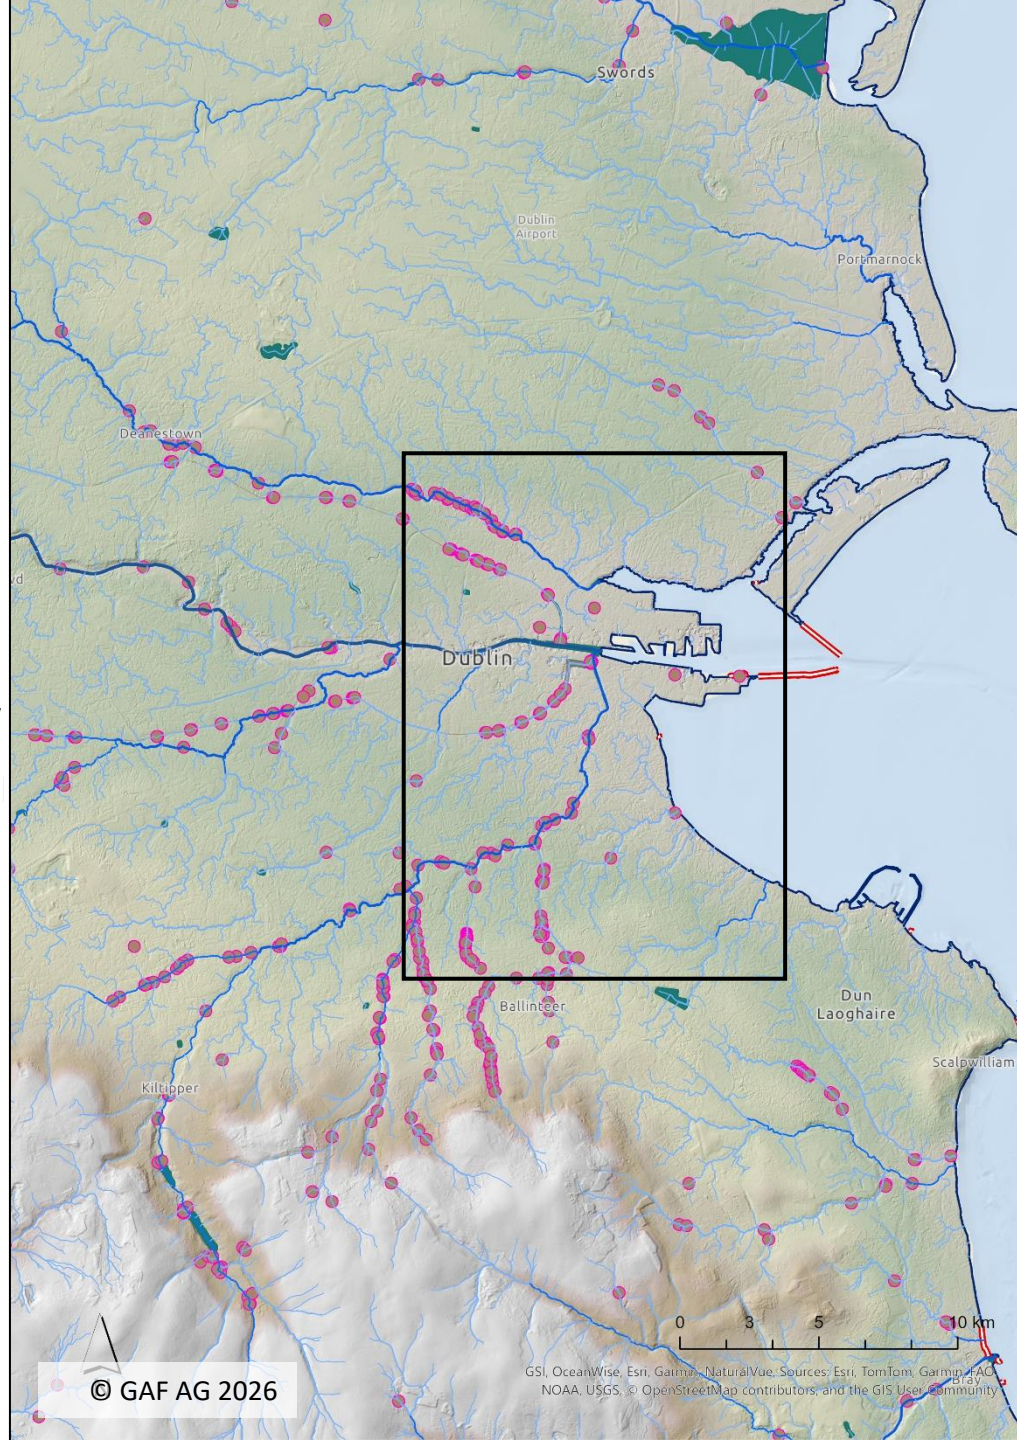 Swords
Dublin
Airport
Portmarnock
Deanestown
Dublin
Ballinteer
Dun
Laoghaire
Scalpwilliam
Kiltipper
0 3 5 10 km
GSI, OceanWise, Esri, Garmin, NaturalVue, Sources: Esri, TomTom, Garmin, FAO,
NOAA, USGS, © OpenStreetMap contributors, and the GIS User Community
Bray
© GAF AG 2026